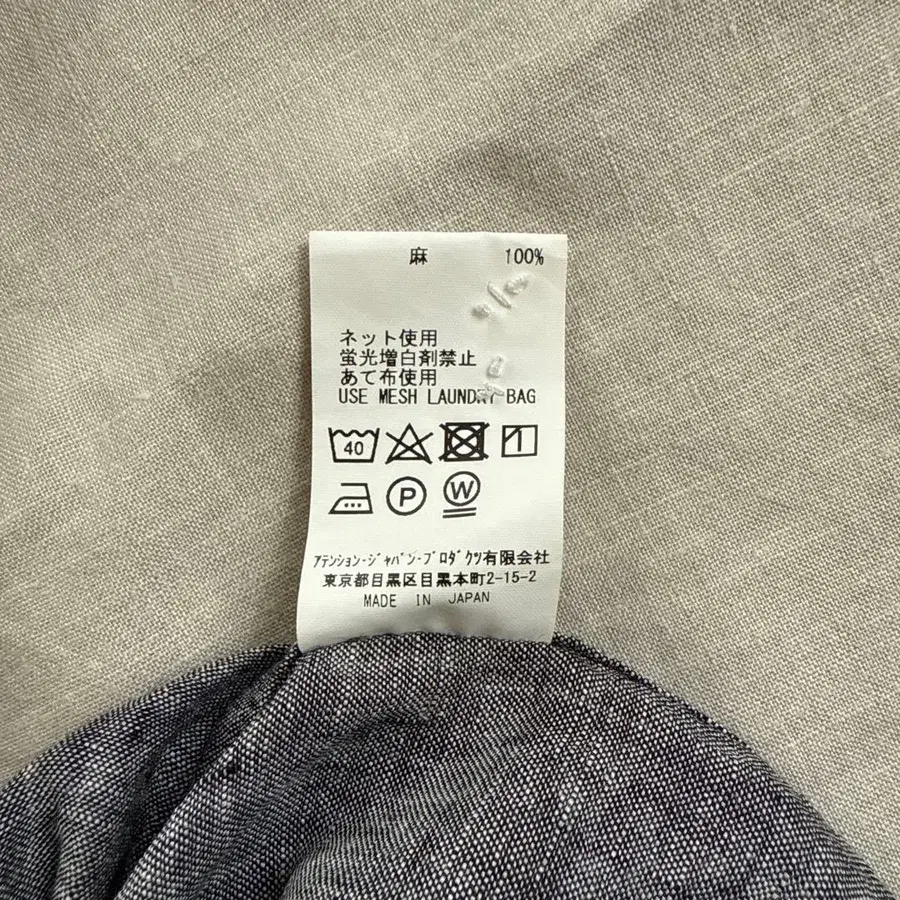 麻 100%
ネット使用
蛍光増白剤禁止
あて布使用
USE MESH LAUNDRY BAG
40
P
W
アテンション・ジャパン・プロダクツ有限会社
東京都目黒区目黒本町2-15-2
MADE IN JAPAN